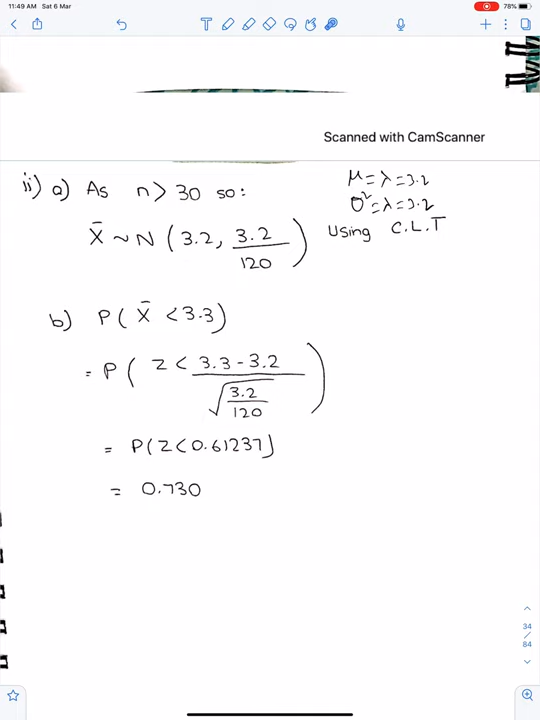 11:49 AM Sat 6 Mar
78%
Scanned with CamScanner
ii) a) As n > 30 so:
μ = λ = 3.2
σ² = λ = 3.2
Using C.L.T
X̄ ~ N ( 3.2, 3.2/120 )
b) P( X̄ < 3.3)
= P ( Z < (3.3 - 3.2)/√(3.2/120) )
= P(Z < 0.61237)
= 0.730
34
/
84